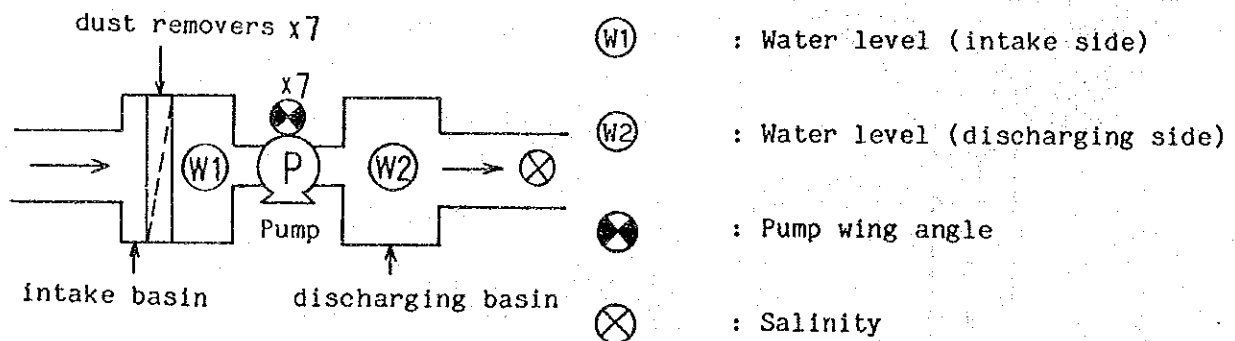 dust removers x7
x7
W1
P
W2
Pump
intake basin
discharging basin
W1 : Water level (intake side)
W2 : Water level (discharging side)
: Pump wing angle
: Salinity